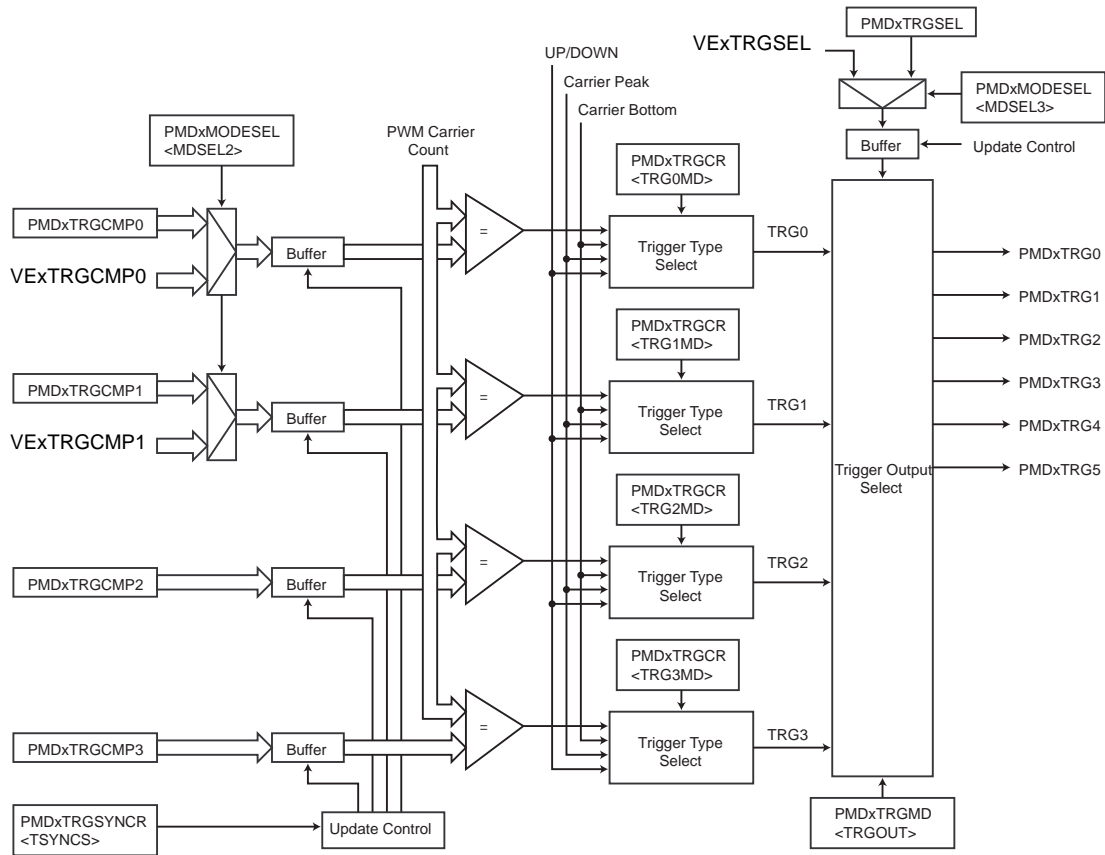 PMDxTRGSEL
VExTRGSEL
UP/DOWN
Carrier Peak
Carrier Bottom
PMDxMODESEL
<MDSEL3>
PMDxMODESEL
<MDSEL2>
PWM Carrier
Count
Buffer
Update Control
PMDxTRGCR
<TRG0MD>
PMDxTRGCMP0
VExTRGCMP0
Buffer
=
Trigger Type
Select
TRG0
PMDxTRG0
PMDxTRG1
PMDxTRG2
PMDxTRG3
PMDxTRG4
PMDxTRG5
PMDxTRGCR
<TRG1MD>
PMDxTRGCMP1
VExTRGCMP1
Buffer
=
Trigger Type
Select
TRG1
Trigger Output
Select
PMDxTRGCR
<TRG2MD>
PMDxTRGCMP2
Buffer
=
Trigger Type
Select
TRG2
PMDxTRGCR
<TRG3MD>
PMDxTRGCMP3
Buffer
=
Trigger Type
Select
TRG3
PMDxTRGSYNCR
<TSYNCS>
Update Control
PMDxTRGMD
<TRGOUT>